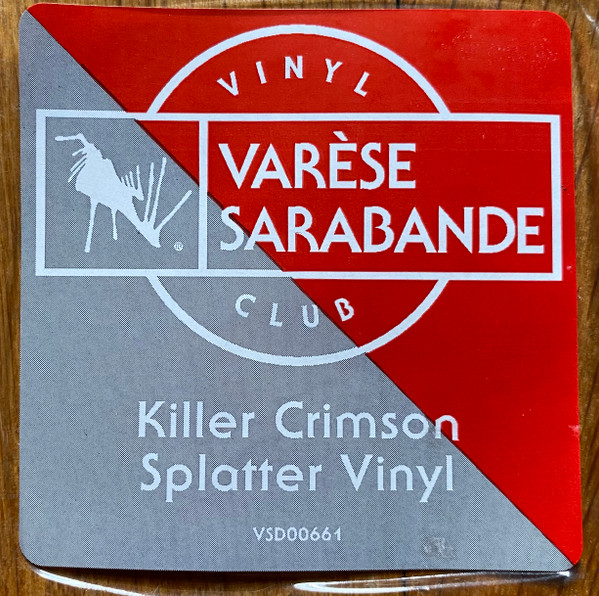 VINYL
VARÈSE
SARABANDE
®
CLUB
Killer Crimson
Splatter Vinyl
VSD00661